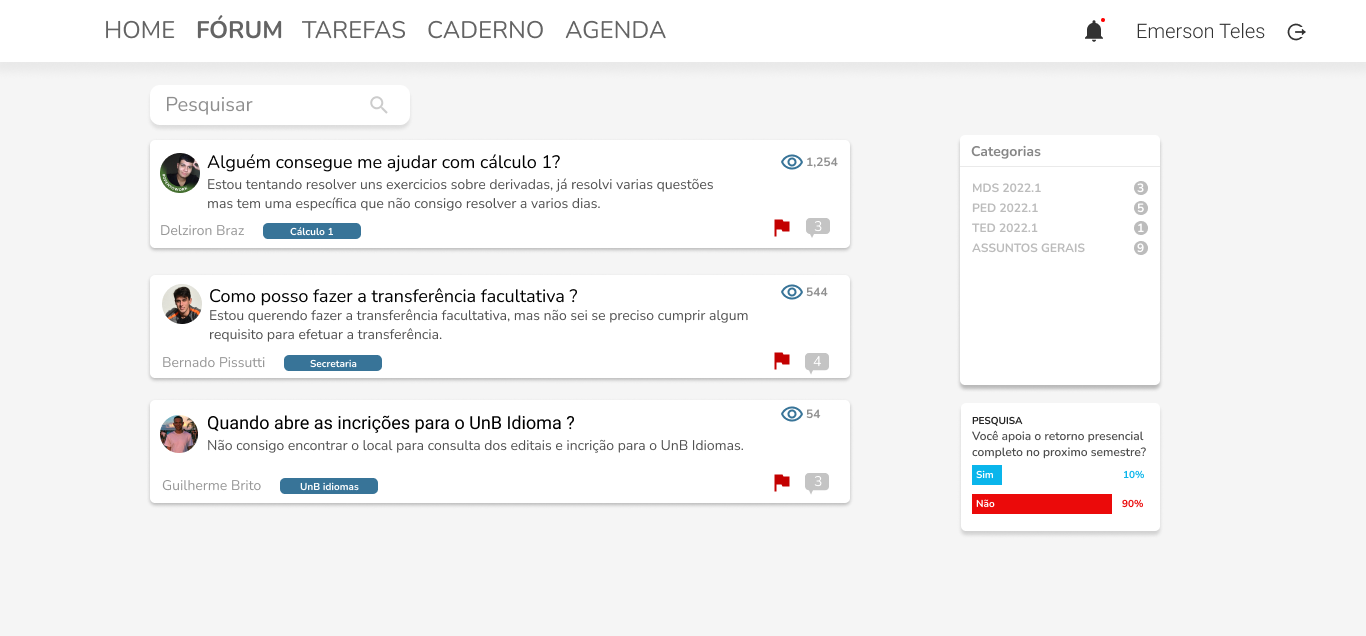 HOME FÓRUM TAREFAS CADERNO AGENDA Emerson Teles
Pesquisar
Alguém consegue me ajudar com cálculo 1?
1,254
Estou tentando resolver uns exercicios sobre derivadas, já resolvi varias questões
mas tem uma específica que não consigo resolver a varios dias.
Delziron Braz Cálculo 1 3
Como posso fazer a transferência facultativa ?
544
Estou querendo fazer a transferência facultativa, mas não sei se preciso cumprir algum
requisito para efetuar a transferência.
Bernado Pissutti Secretaria 4
Quando abre as incrições para o UnB Idioma ?
54
Não consigo encontrar o local para consulta dos editais e incrição para o UnB Idiomas.
Guilherme Brito UnB idiomas 3
Categorias
MDS 2022.1 3
PED 2022.1 5
TED 2022.1 1
ASSUNTOS GERAIS 9
PESQUISA
Você apoia o retorno presencial
completo no proximo semestre?
Sim 10%
Não 90%